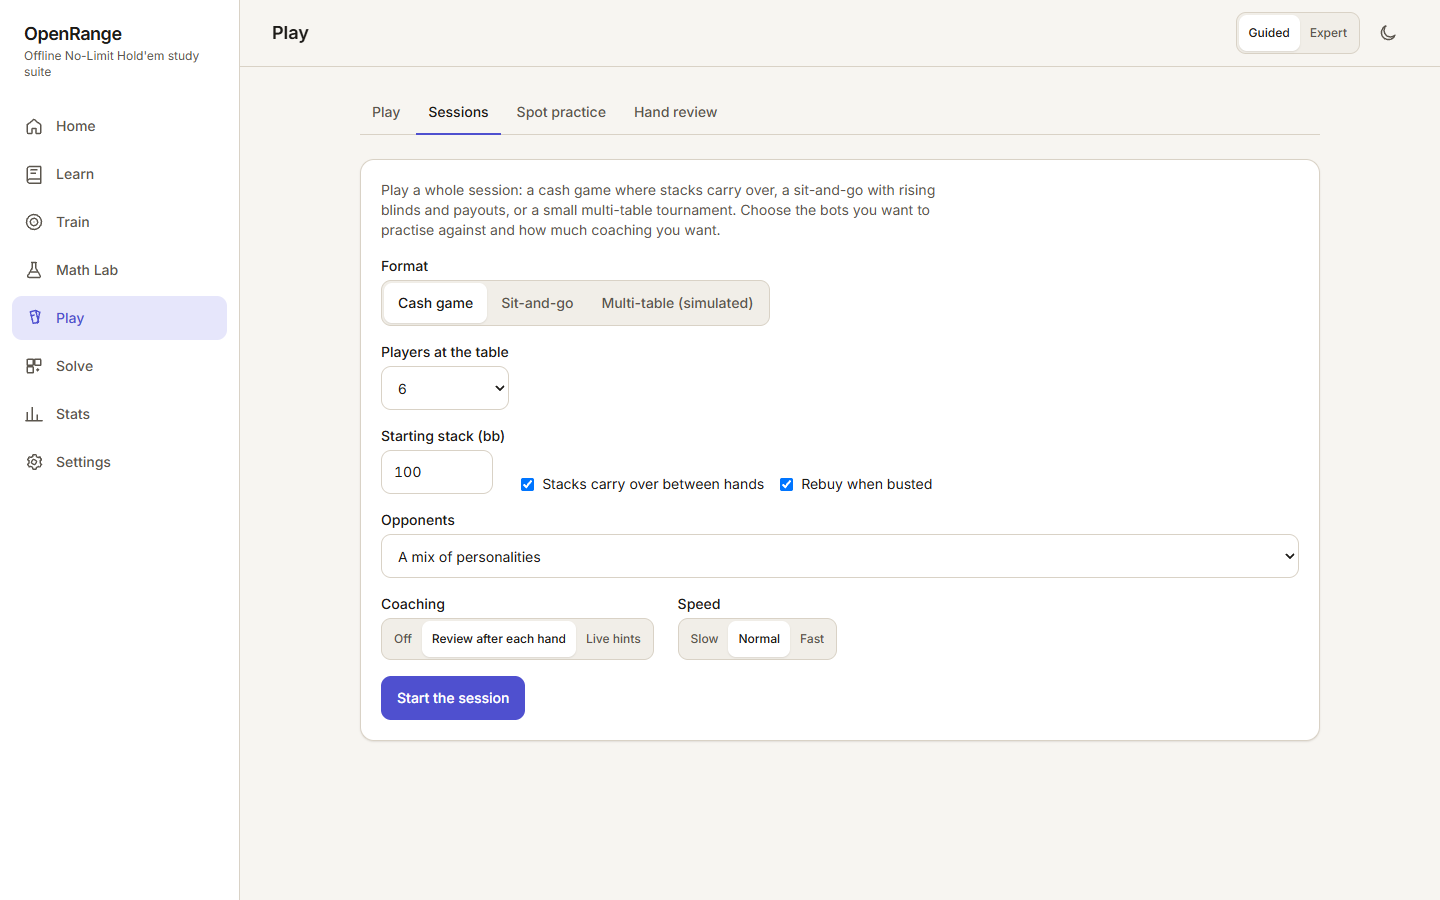 OpenRange
Offline No-Limit Hold'em study
suite
Home
Learn
Train
Math Lab
Play
Solve
Stats
Settings
Play
Guided
Expert
Play
Sessions
Spot practice
Hand review
Play a whole session: a cash game where stacks carry over, a sit-and-go with rising
blinds and payouts, or a small multi-table tournament. Choose the bots you want to
practise against and how much coaching you want.
Format
Cash game
Sit-and-go
Multi-table (simulated)
Players at the table
6
Starting stack (bb)
100
Stacks carry over between hands
Rebuy when busted
Opponents
A mix of personalities
Coaching
Off
Review after each hand
Live hints
Speed
Slow
Normal
Fast
Start the session